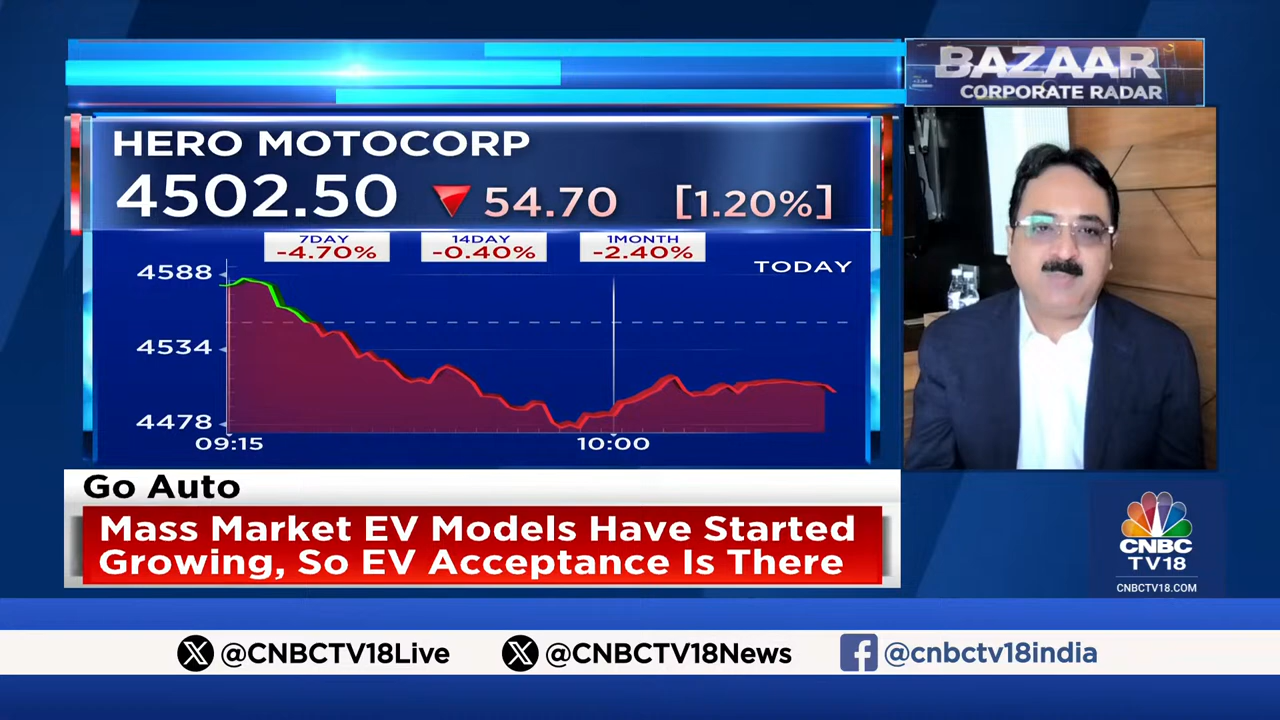 BAZAAR
CORPORATE RADAR
HERO MOTOCORP
4502.50 ▼ 54.70 [1.20%]
7DAY
-4.70%
14DAY
-0.40%
1MONTH
-2.40%
TODAY
4588
4534
4478
09:15
10:00
Go Auto
Mass Market EV Models Have Started
Growing, So EV Acceptance Is There
CNBC
TV18
CNBCTV18.COM
@CNBCTV18Live
@CNBCTV18News
@cnbctv18india